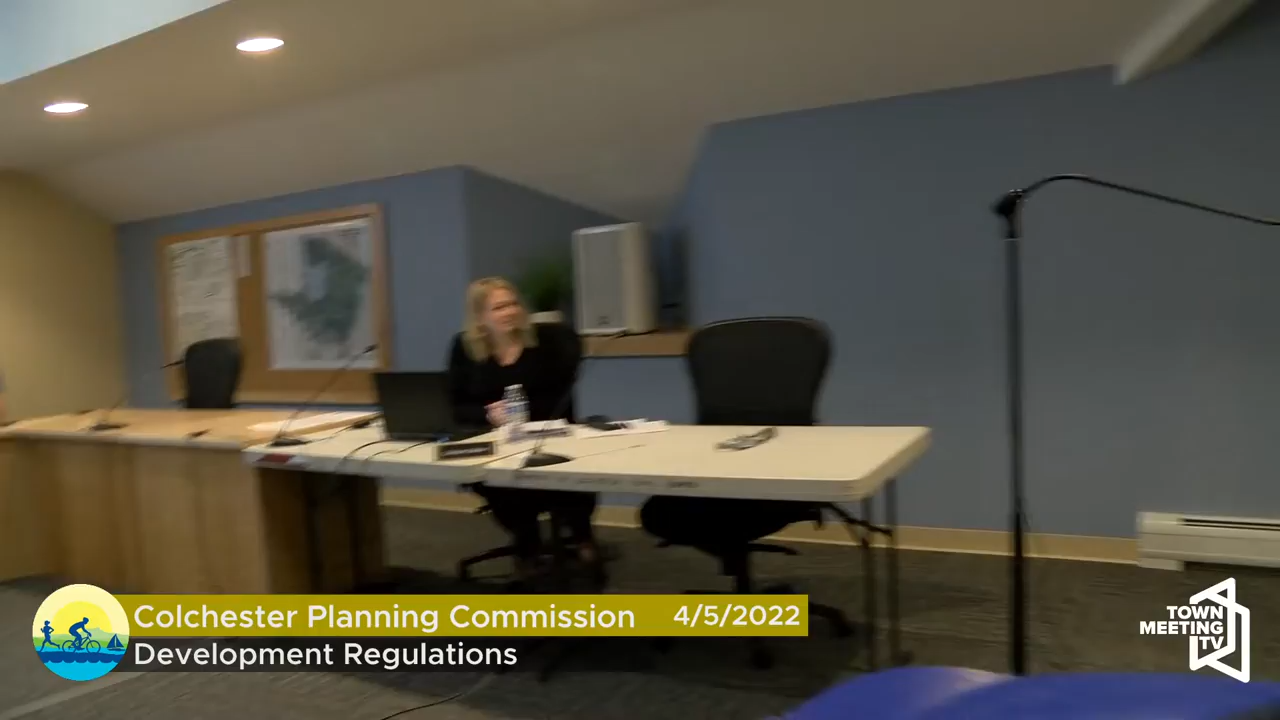 Colchester Planning Commission 4/5/2022
Development Regulations
TOWN
MEETING
TV